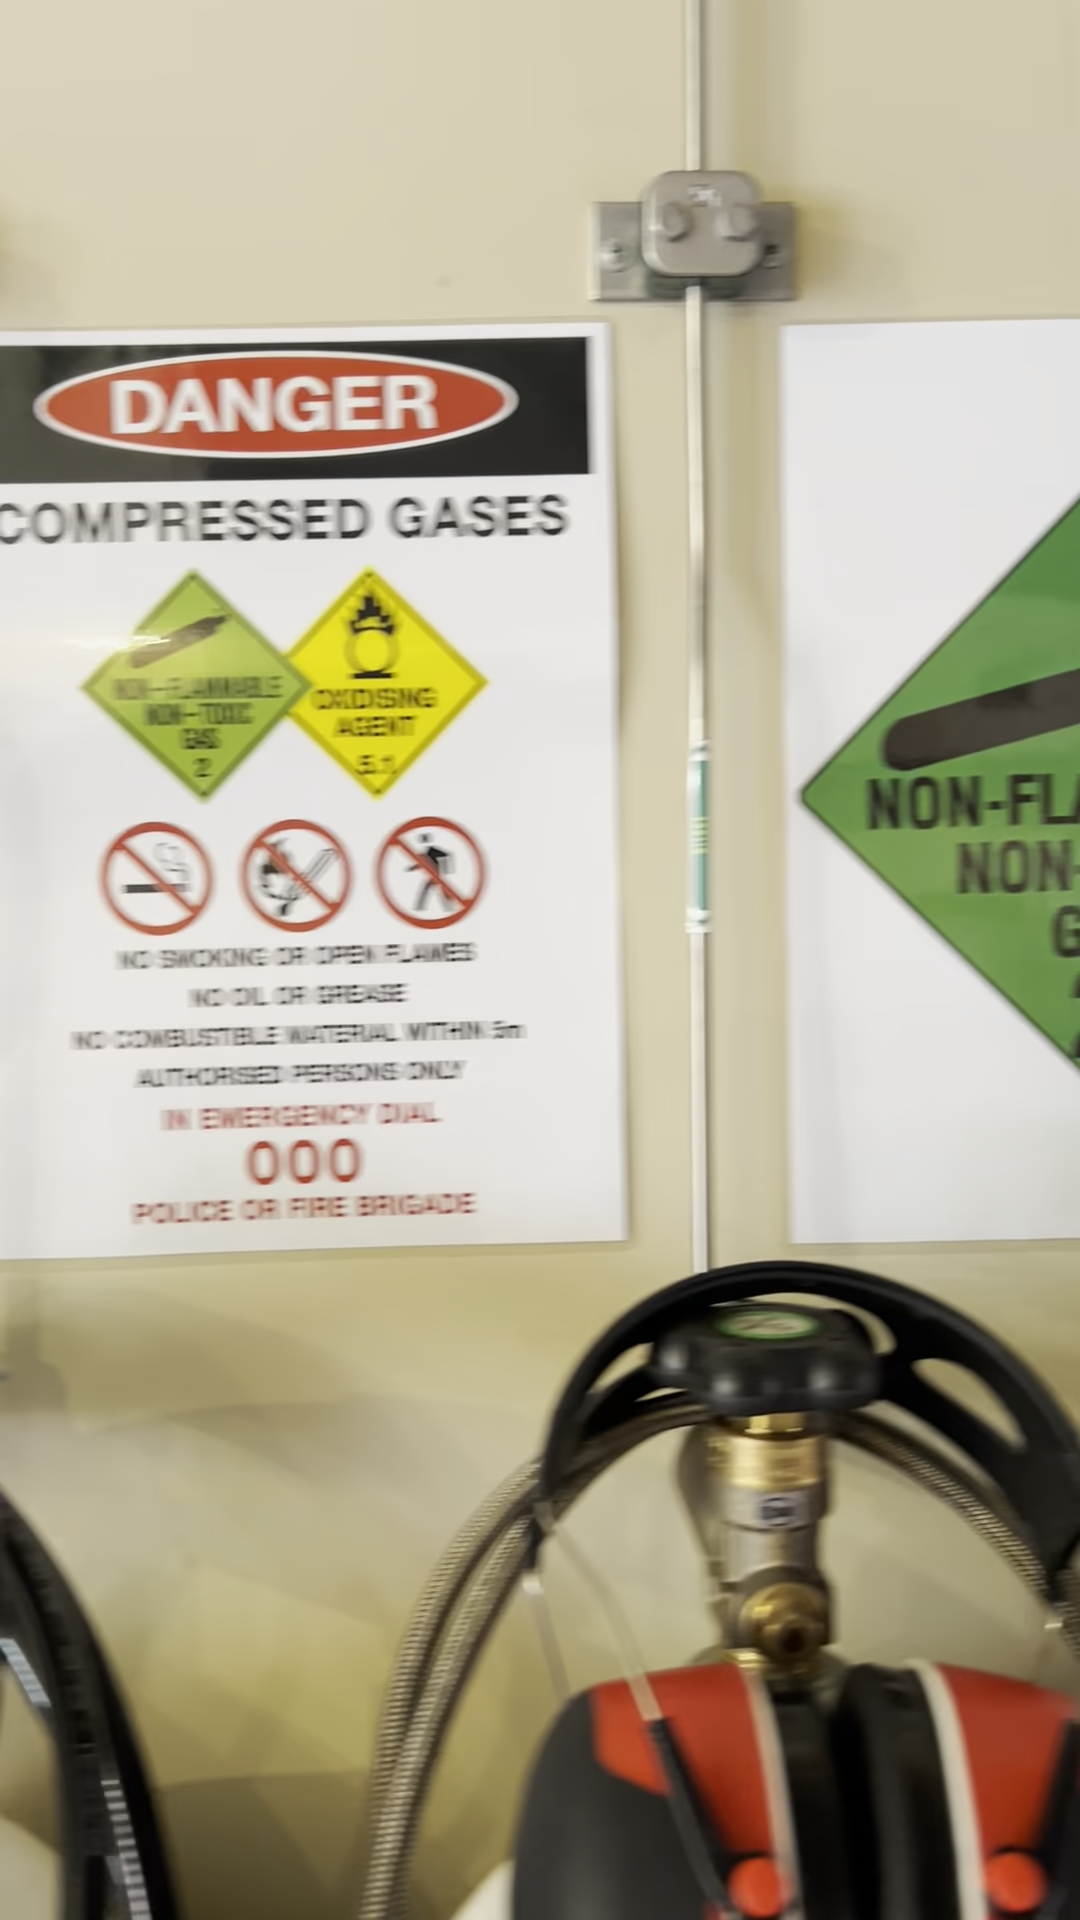 DANGER
COMPRESSED GASES
NON-FLAMMABLE
NON-TOXIC
GAS
2
OXIDISING
AGENT
5.1
NO SMOKING OR OPEN FLAMES
NO OIL OR GREASE
NO COMBUSTIBLE MATERIAL WITHIN 5m
AUTHORISED PERSONS ONLY
IN EMERGENCY DIAL
000
POLICE OR FIRE BRIGADE
NON-FLA
NON-
G